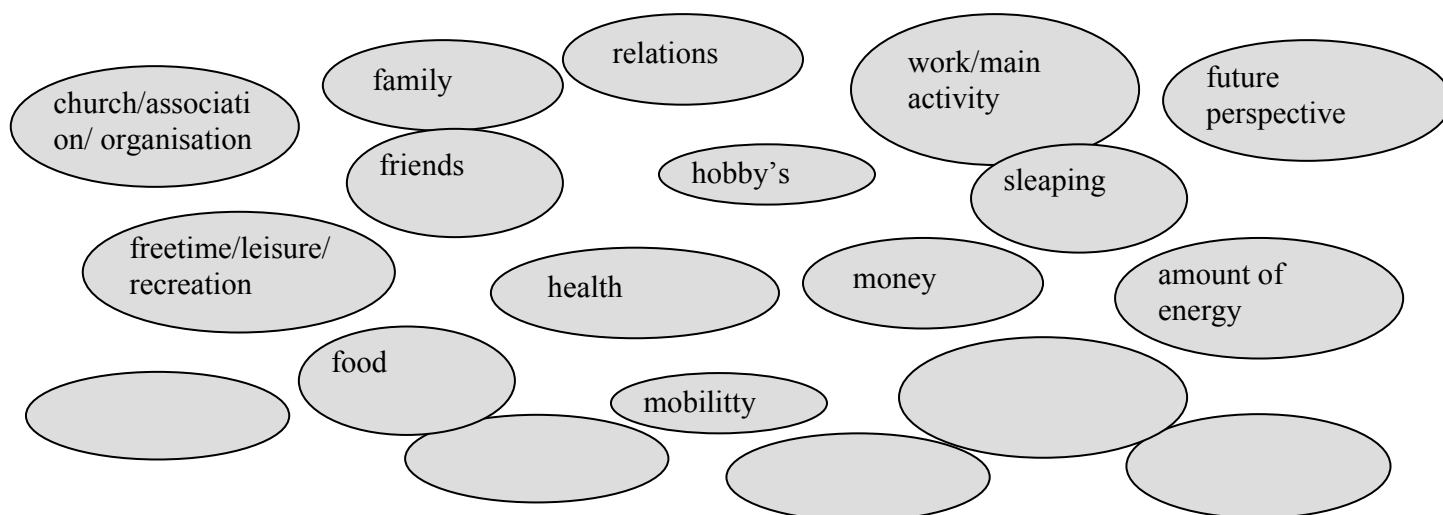 relations
family
work/main
activity
future
perspective
church/associati
on/ organisation
friends
hobby's
sleaping
freetime/leisure/
recreation
health
money
amount of
energy
food
mobilitty